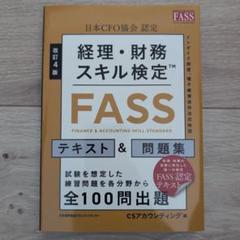 日本CFO協会 認定
FASS
改訂4版
経理・財務
スキル検定™
FASS
FINANCE & ACCOUNTING SKILL STANDARD
テキスト & 問題集
試験を想定した
練習問題を各分野から
全100問出題
FASS認定
テキスト
CSアカウンティング 編